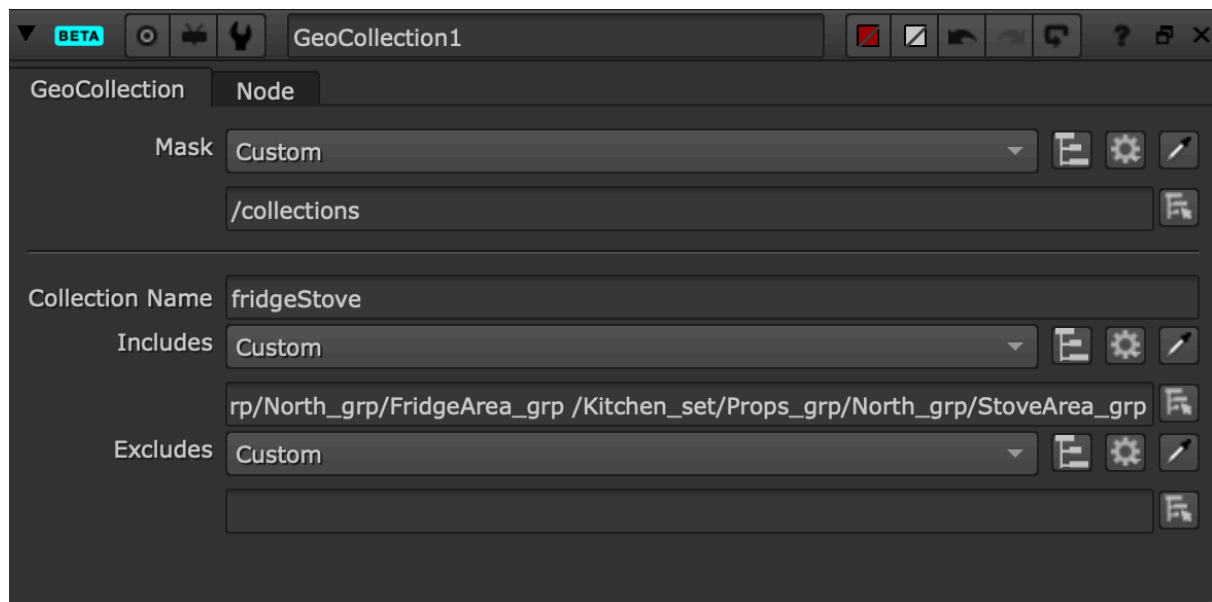 BETA GeoCollection1 ?
GeoCollection Node
Mask Custom
/collections
Collection Name fridgeStove
Includes Custom
rp/North_grp/FridgeArea_grp /Kitchen_set/Props_grp/North_grp/StoveArea_grp
Excludes Custom